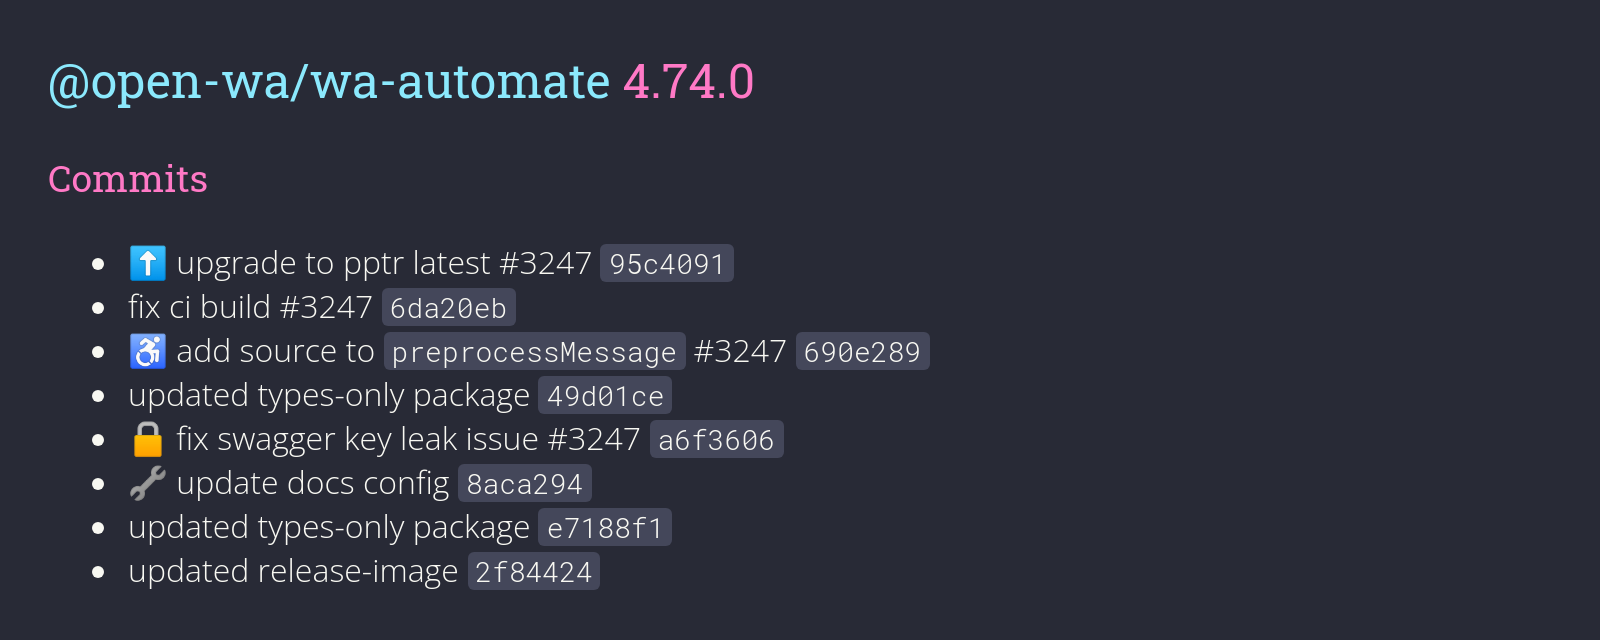 @open-wa/wa-automate 4.74.0
Commits
⬆️ upgrade to pptr latest #3247 95c4091
fix ci build #3247 6da20eb
♿ add source to preprocessMessage #3247 690e289
updated types-only package 49d01ce
🔒 fix swagger key leak issue #3247 a6f3606
🔧 update docs config 8aca294
updated types-only package e7188f1
updated release-image 2f84424